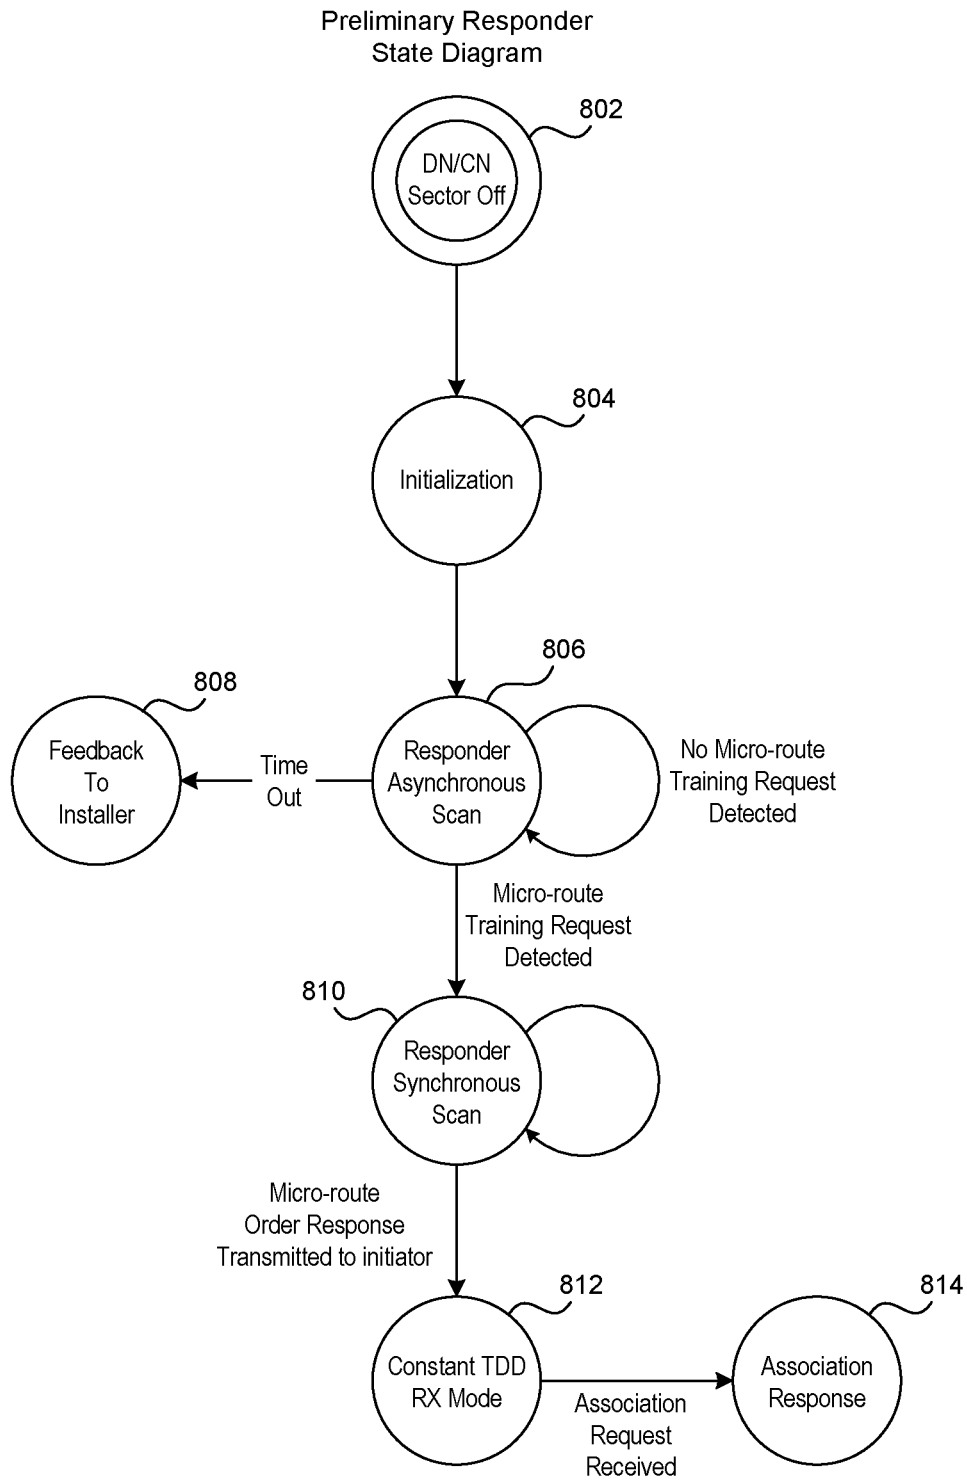 Preliminary Responder
State Diagram
802
DN/CN
Sector Off
804
Initialization
806
808
Feedback
To
Installer
Time
Out
Responder
Asynchronous
Scan
No Micro-route
Training Request
Detected
Micro-route
Training Request
Detected
810
Responder
Synchronous
Scan
Micro-route
Order Response
Transmitted to initiator
812
814
Constant TDD
RX Mode
Association
Request
Received
Association
Response